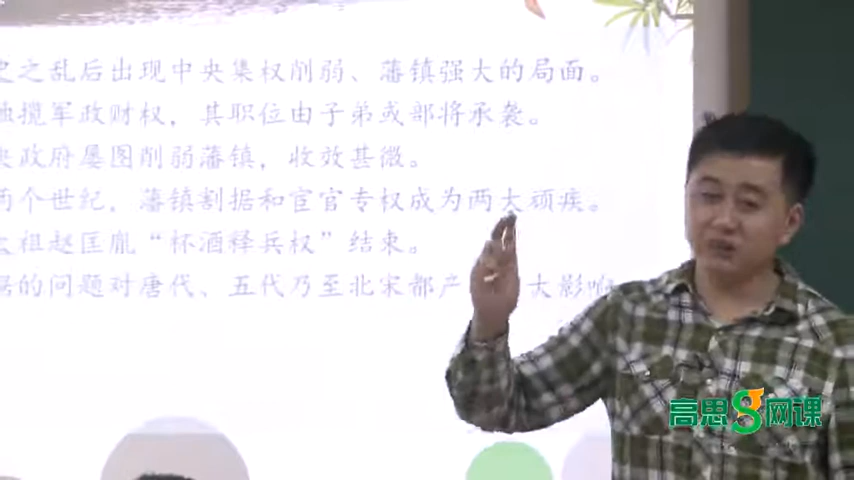 史之乱后出现中央集权削弱、藩镇强大的局面。
独揽军政财权，其职位由子弟或部将承袭。
央政府屡图削弱藩镇，收效甚微。
两个世纪，藩镇割据和宦官专权成为两大顽疾。
太祖赵匡胤“杯酒释兵权”结束。
据的问题对唐代、五代乃至北宋都产 大影响
高思网课